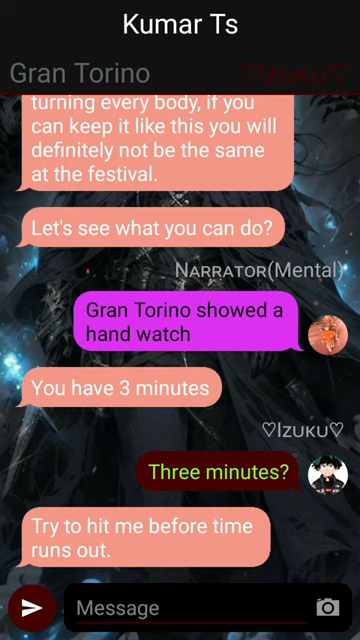 Kumar Ts
Gran Torino
♡Izuku♡
turning every body, if you
can keep it like this you will
definitely not be the same
at the festival.
Let's see what you can do?
Narrator(Mental)
Gran Torino showed a
hand watch
You have 3 minutes
♡Izuku♡
Three minutes?
Try to hit me before time
runs out.
Message